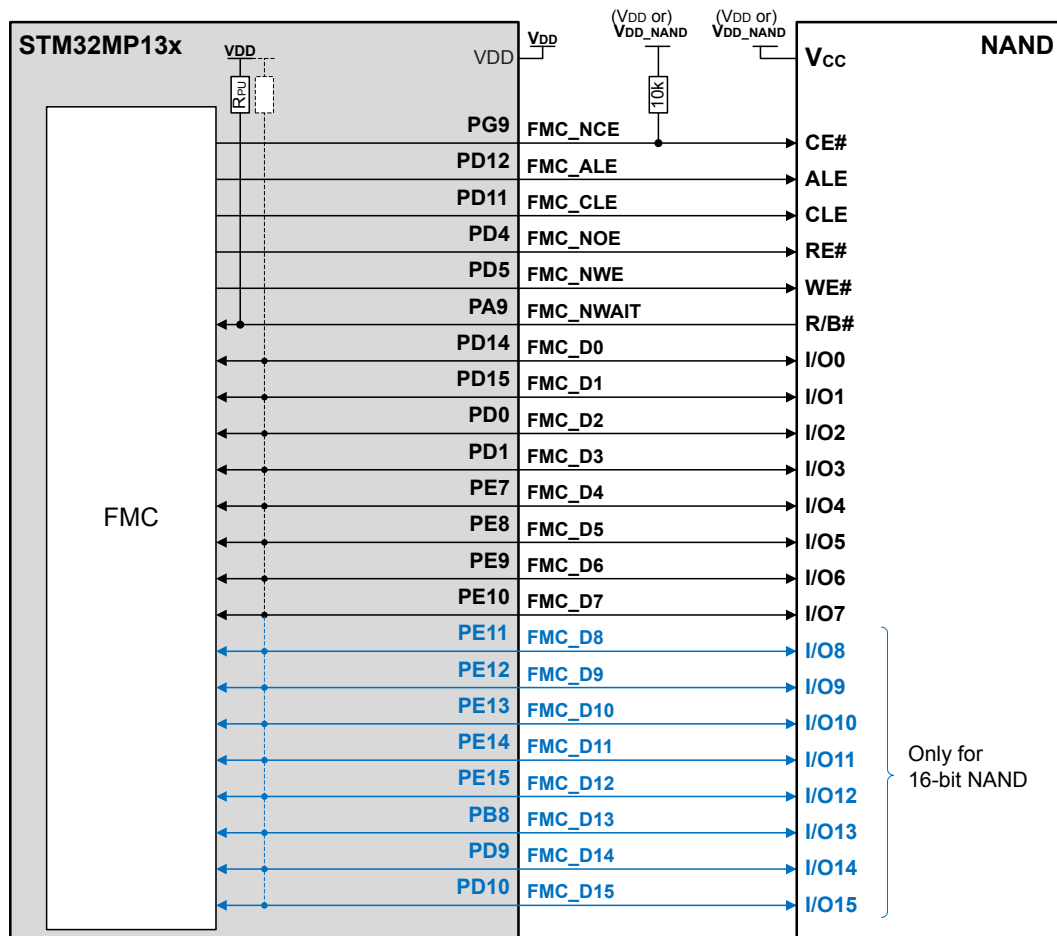 STM32MP13x
VDD
VDD
VDD
(VDD or)
VDD_NAND
(VDD or)
VDD_NAND
VCC
NAND
RPU
10k
PG9 FMC_NCE CE#
PD12 FMC_ALE ALE
PD11 FMC_CLE CLE
PD4 FMC_NOE RE#
PD5 FMC_NWE WE#
PA9 FMC_NWAIT R/B#
PD14 FMC_D0 I/O0
PD15 FMC_D1 I/O1
PD0 FMC_D2 I/O2
PD1 FMC_D3 I/O3
PE7 FMC_D4 I/O4
FMC
PE8 FMC_D5 I/O5
PE9 FMC_D6 I/O6
PE10 FMC_D7 I/O7
PE11 FMC_D8 I/O8
PE12 FMC_D9 I/O9
PE13 FMC_D10 I/O10
PE14 FMC_D11 I/O11
PE15 FMC_D12 I/O12
PB8 FMC_D13 I/O13
PD9 FMC_D14 I/O14
PD10 FMC_D15 I/O15
Only for
16-bit NAND